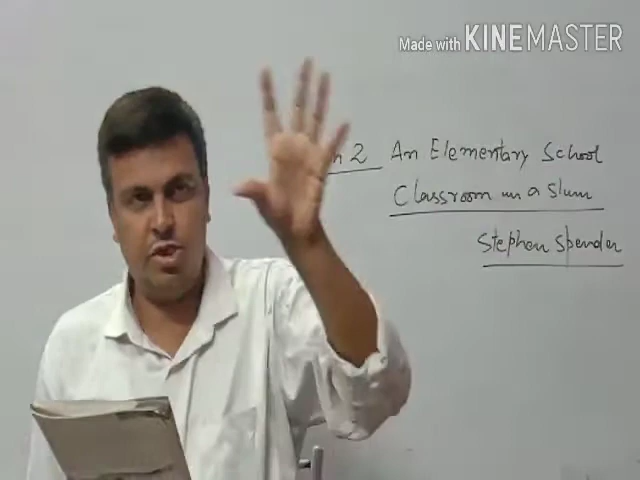 Made with KINEMASTER
2 An Elementary School
Classroom in a Slum
Stephen Spender